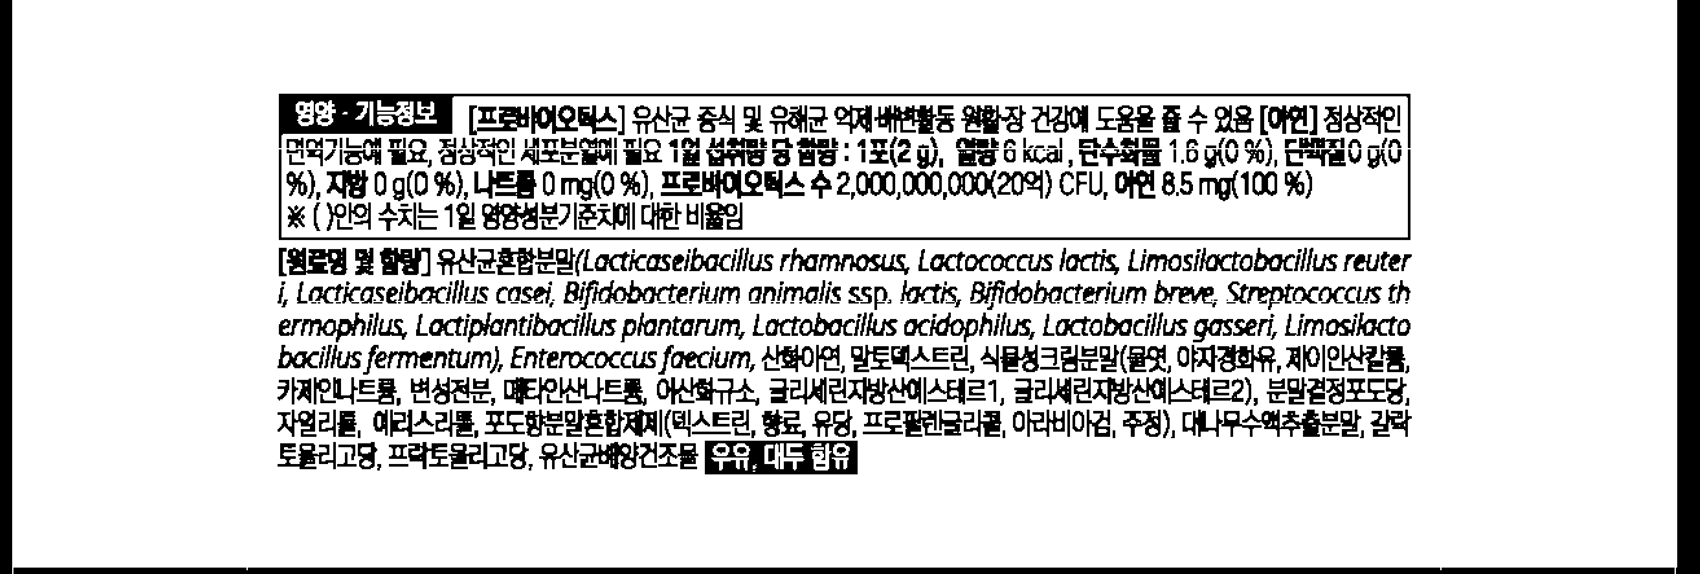 영양·기능정보 [프로바이오틱스] 유산균 증식 및 유해균 억제·배변활동 원활·장 건강에 도움을 줄 수 있음 [아연] 정상적인
면역기능에 필요, 정상적인 세포분열에 필요 1일 섭취량 당 함량 : 1포(2 g), 열량 6 kcal, 탄수화물 1.6 g(0 %), 단백질 0 g(0
%), 지방 0 g(0 %), 나트륨 0 mg(0 %), 프로바이오틱스 수 2,000,000,000(20억) CFU, 아연 8.5 mg(100 %)
※ ( )안의 수치는 1일 영양성분기준치에 대한 비율임
[원료명 및 함량] 유산균혼합분말(Lacticaseibacillus rhamnosus, Lactococcus lactis, Limosilactobacillus reuter
i, Lacticaseibacillus casei, Bifidobacterium animalis ssp. lactis, Bifidobacterium breve, Streptococcus th
ermophilus, Lactiplantibacillus plantarum, Lactobacillus acidophilus, Lactobacillus gasseri, Limosilacto
bacillus fermentum), Enterococcus faecium, 산화아연, 말토덱스트린, 식물성크림분말(물엿, 야자경화유, 제이인산칼륨,
카제인나트륨, 변성전분, 메타인산나트륨, 이산화규소, 글리세린지방산에스테르1, 글리세린지방산에스테르2), 분말결정포도당,
자일리톨, 에리스리톨, 포도향분말혼합제제(덱스트린, 향료, 유당, 프로필렌글리콜, 아라비아검, 주정), 대나무수액추출분말, 갈락
토올리고당, 프락토올리고당, 유산균배양건조물 우유, 대두 함유